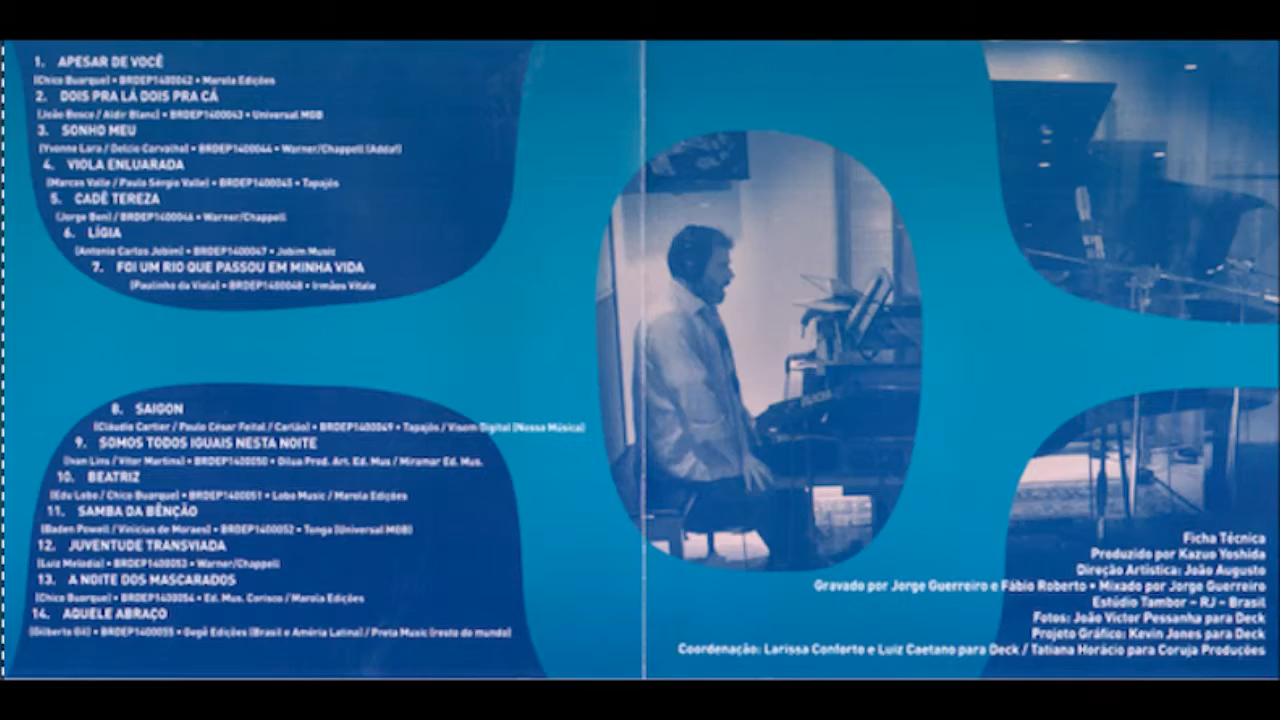 1. APESAR DE VOCÊ
(Chico Buarque) • BRDEP1400042 • Marola Edições
2. DOIS PRA LÁ DOIS PRA CÁ
(João Bosco / Aldir Blanc) • BRDEP1400043 • Universal MGB
3. SONHO MEU
(Yvonne Lara / Delcio Carvalho) • BRDEP1400044 • Warner/Chappell (Addaf)
4. VIOLA ENLUARADA
(Marcos Valle / Paulo Sérgio Valle) • BRDEP1400045 • Tapajós
5. CADÊ TEREZA
(Jorge Ben) / BRDEP1400046 • Warner/Chappell
6. LÍGIA
(Antonio Carlos Jobim) • BRDEP1400047 • Jobim Music
7. FOI UM RIO QUE PASSOU EM MINHA VIDA
(Paulinho da Viola) • BRDEP1400048 • Irmãos Vitale
8. SAIGON
(Cláudio Cartier / Paulo César Feital / Carlão) • BRDEP1400049 • Tapajós / Visom Digital (Nossa Música)
9. SOMOS TODOS IGUAIS NESTA NOITE
(Ivan Lins / Vitor Martins) • BRDEP1400050 • Dilua Prod. Art. Ed. Mus / Miramar Ed. Mus.
10. BEATRIZ
(Edu Lobo / Chico Buarque) • BRDEP1400051 • Lobo Music / Marola Edições
11. SAMBA DA BÊNÇÃO
(Baden Powell / Vinicius de Moraes) • BRDEP1400052 • Tonga (Universal MGB)
12. JUVENTUDE TRANSVIADA
(Luiz Melodia) • BRDEP1400053 • Warner/Chappell
13. A NOITE DOS MASCARADOS
(Chico Buarque) • BRDEP1400054 • Ed. Mus. Corisco / Marola Edições
14. AQUELE ABRAÇO
(Gilberto Gil) • BRDEP1400055 • Gegê Edições (Brasil e Améria Latina) / Preta Music (resto do mundo)
Ficha Técnica
Produzido por Kazuo Yoshida
Direção Artística: João Augusto
Gravado por Jorge Guerreiro e Fábio Roberto • Mixado por Jorge Guerreiro
Estúdio Tambor – RJ – Brasil
Fotos: João Victor Pessanha para Deck
Projeto Gráfico: Kevin Jones para Deck
Coordenação: Larissa Conforto e Luiz Caetano para Deck / Tatiana Horácio para Coruja Produções